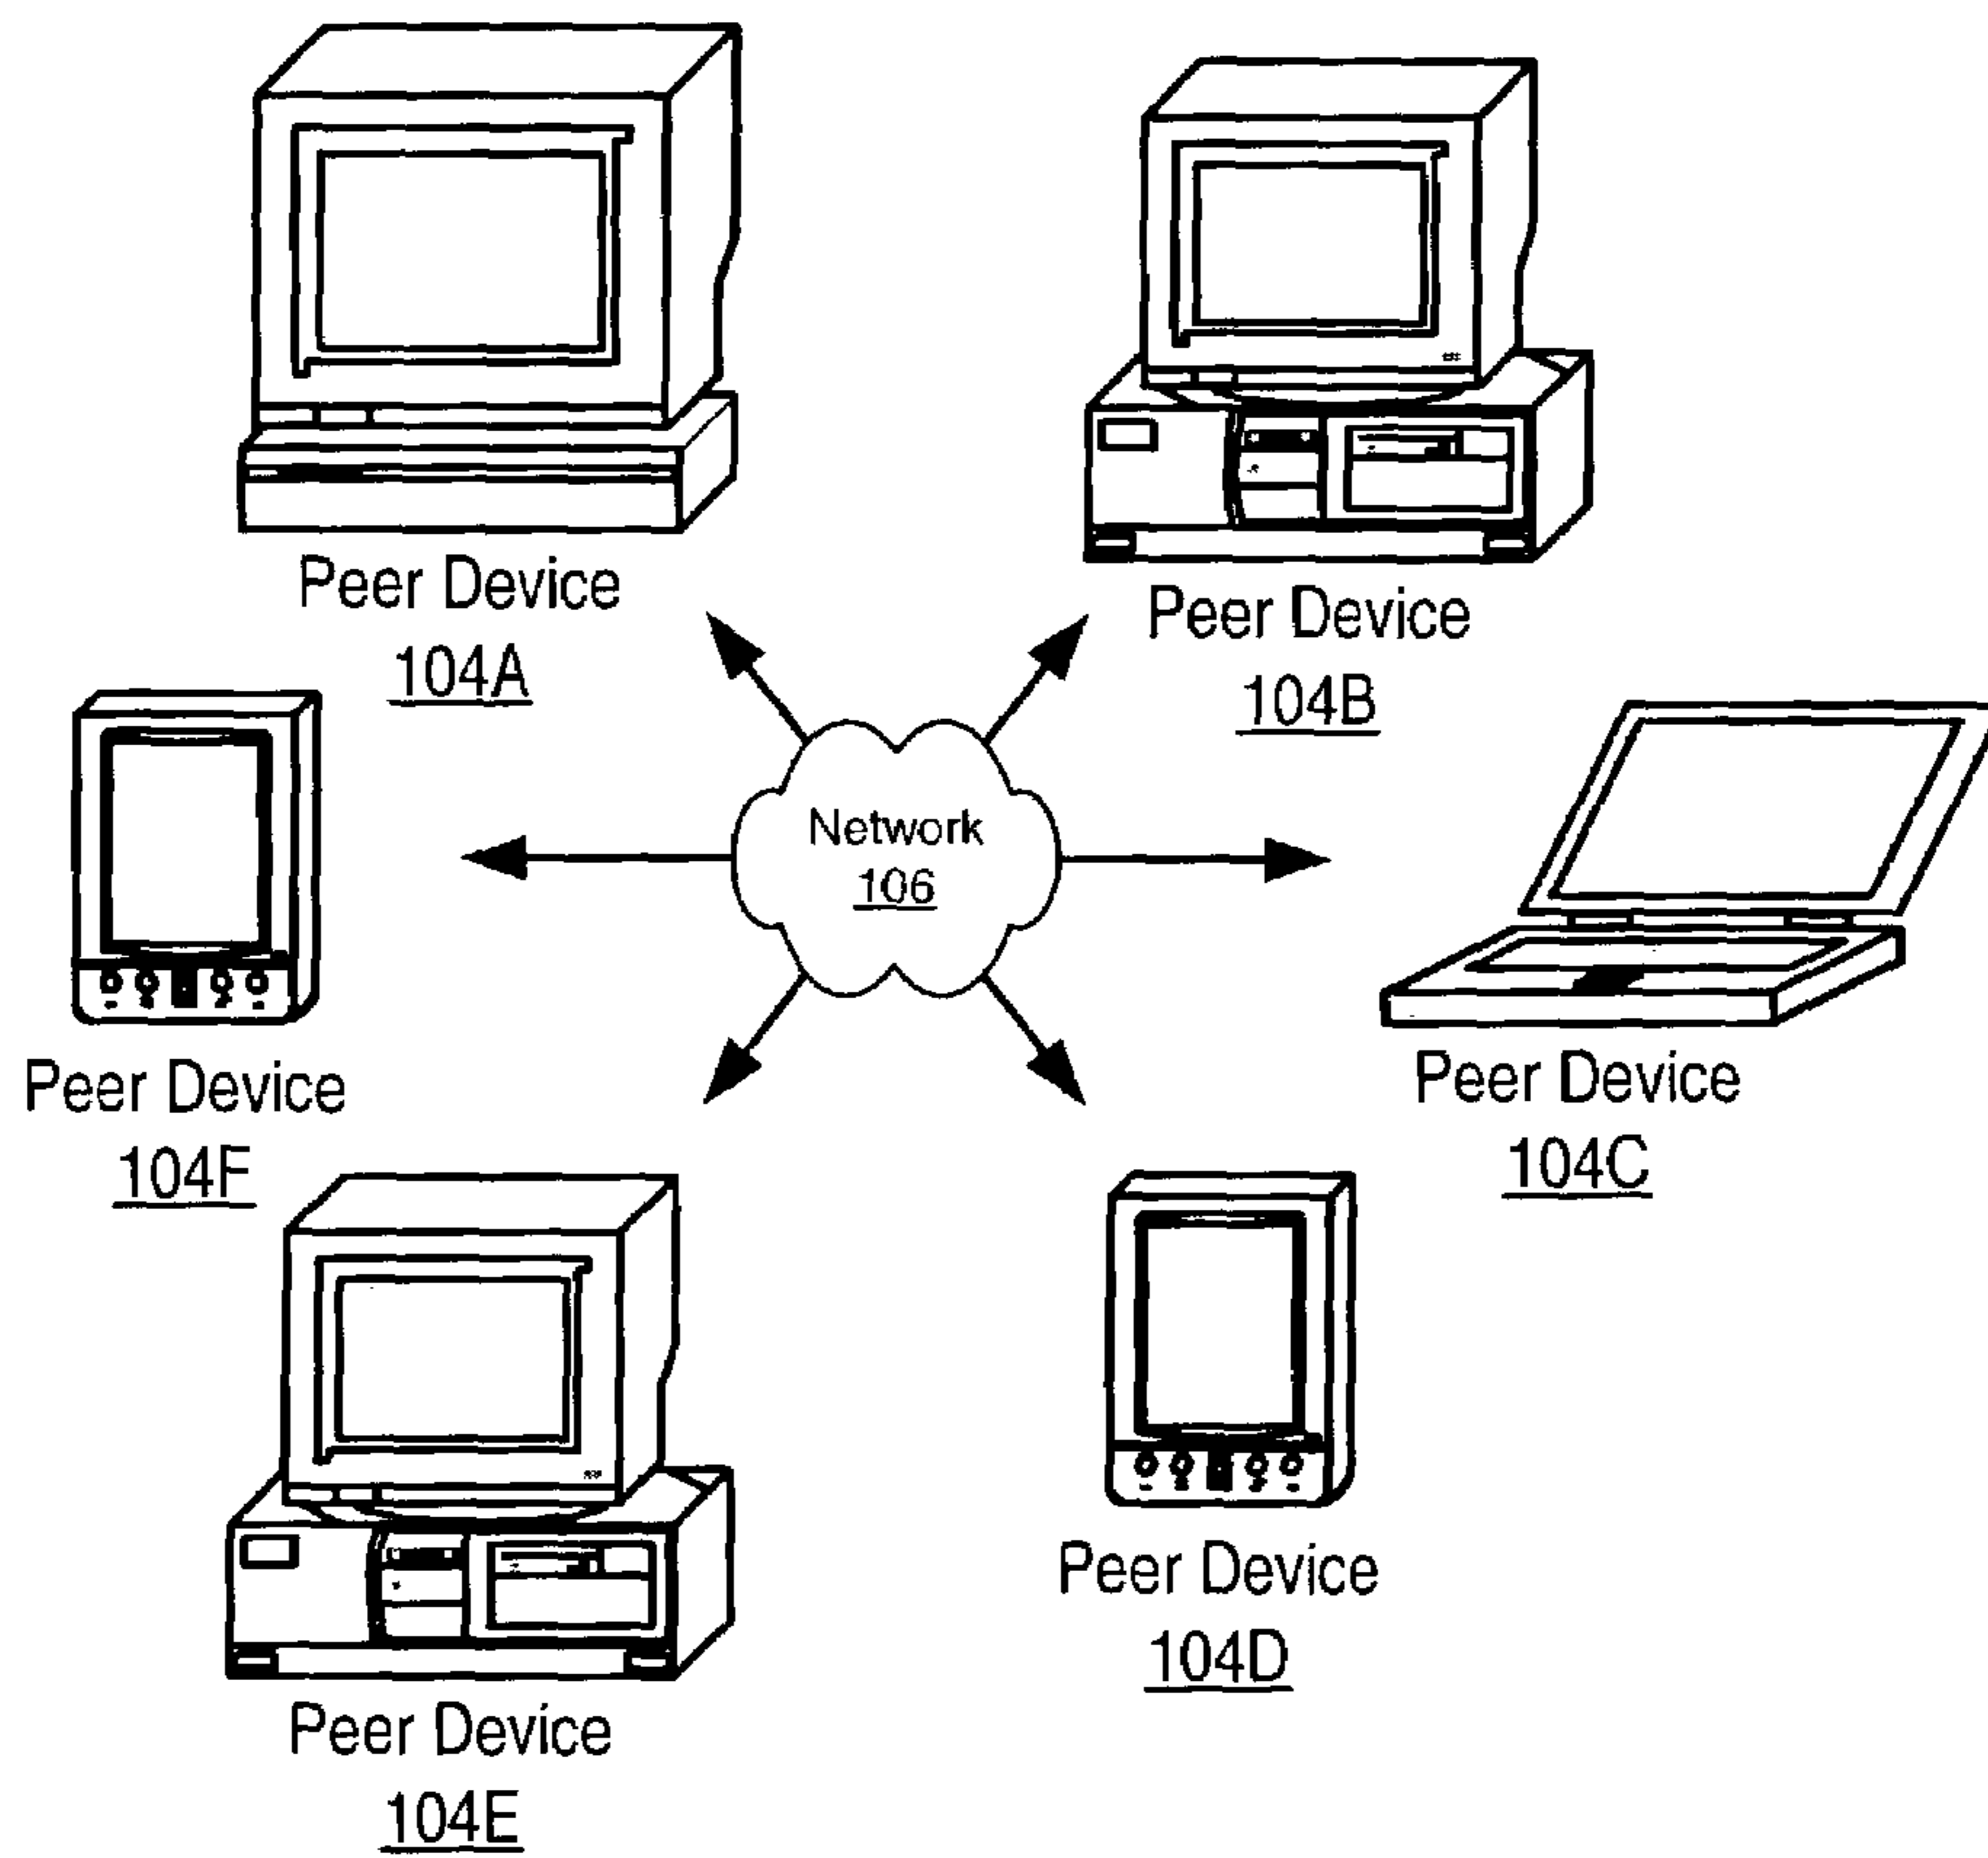 Peer Device
104A
Peer Device
104B
Network
106
Peer Device
104F
Peer Device
104C
Peer Device
104D
Peer Device
104E